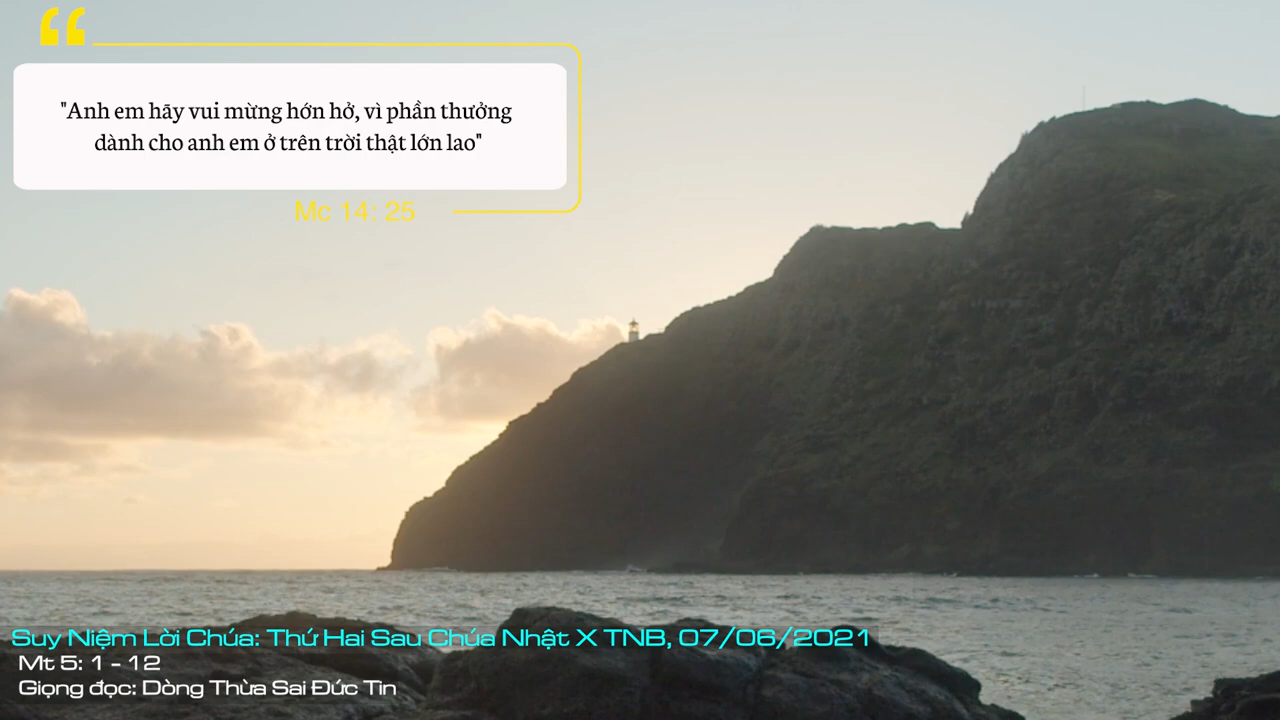 "Anh em hãy vui mừng hớn hở, vì phần thưởng
dành cho anh em ở trên trời thật lớn lao"
Mc 14: 25
Suy Niệm Lời Chúa: Thứ Hai Sau Chúa Nhật X TNB, 07/06/2021
Mt 5: 1 - 12
Giọng đọc: Dòng Thừa Sai Đức Tin